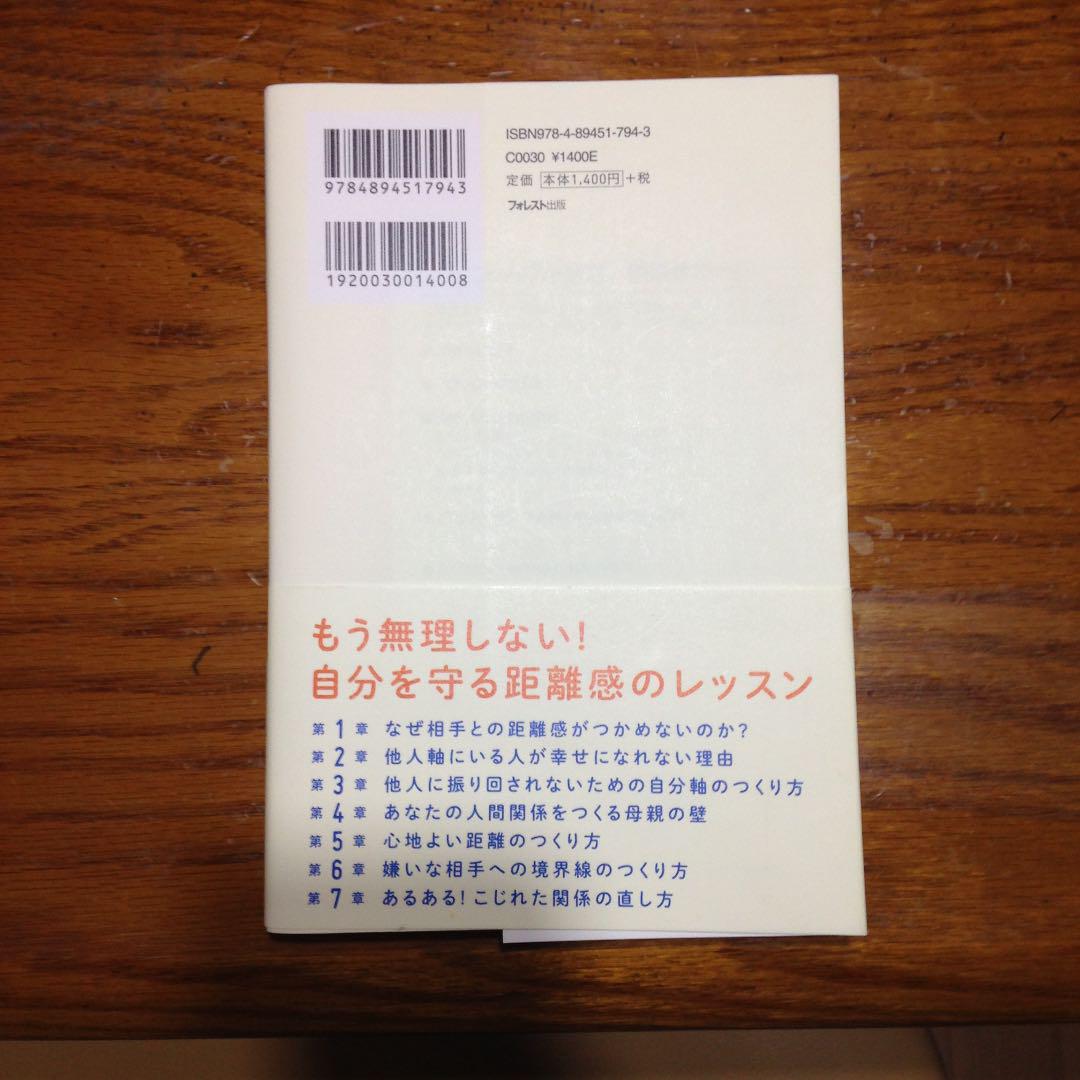 9784894517943
1920030014008
ISBN978-4-89451-794-3
C0030 ¥1400E
定価 本体1,400円 +税
フォレスト出版
もう無理しない!
自分を守る距離感のレッスン
第1章 なぜ相手との距離感がつかめないのか?
第2章 他人軸にいる人が幸せになれない理由
第3章 他人に振り回されないための自分軸のつくり方
第4章 あなたの人間関係をつくる母親の壁
第5章 心地よい距離のつくり方
第6章 嫌いな相手への境界線のつくり方
第7章 あるある!こじれた関係の直し方